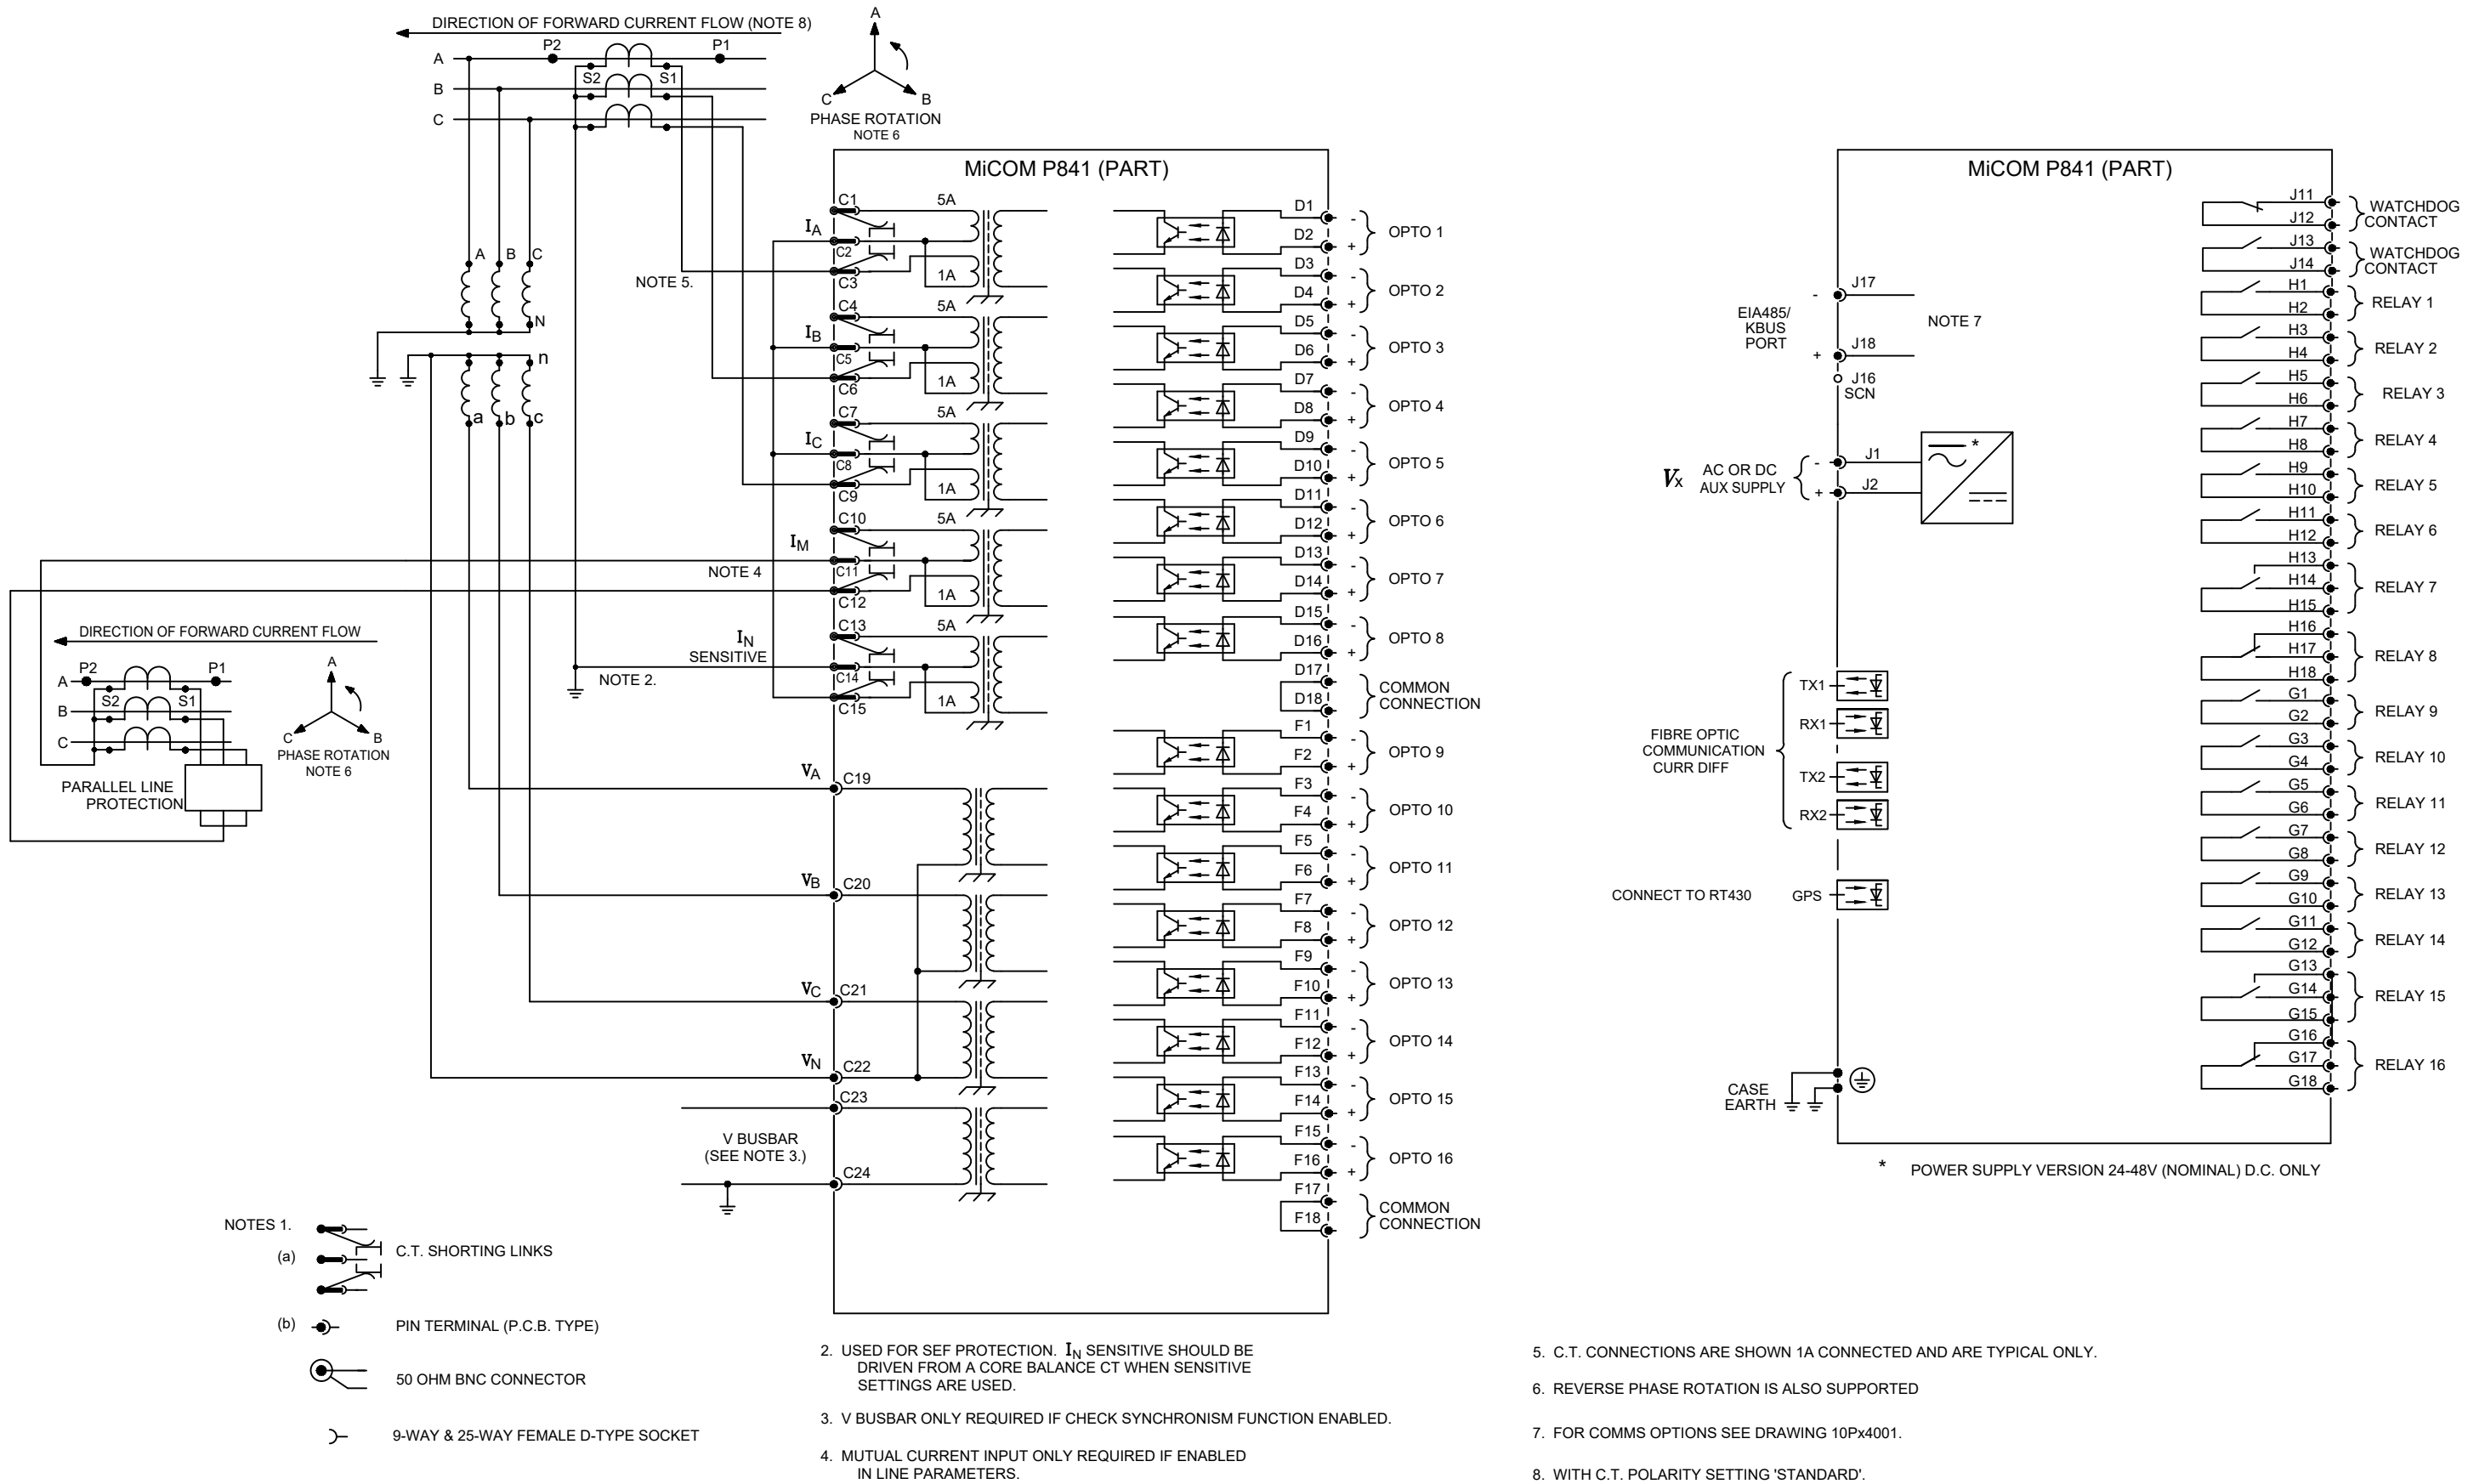 DIRECTION OF FORWARD CURRENT FLOW (NOTE 8)
A
P2
P1
A
S2
S1
B
C
C
B
PHASE ROTATION
NOTE 6
A
B
C
N
n
a
b
c
NOTE 5.
NOTE 4
NOTE 2.
IA
IB
IC
IM
IN
SENSITIVE
DIRECTION OF FORWARD CURRENT FLOW
P2
P1
A
S2
S1
B
C
A
C
B
PHASE ROTATION
NOTE 6
PARALLEL LINE
PROTECTION
VA
VB
VC
VN
V BUSBAR
(SEE NOTE 3.)
MiCOM P841 (PART)
C1
5A
C2
C3
1A
C4
5A
C5
C6
1A
C7
5A
C8
C9
1A
C10
5A
C11
C12
1A
C13
5A
C14
C15
1A
C19
C20
C21
C22
C23
C24
D1 -
D2 +
OPTO 1
D3 -
D4 +
OPTO 2
D5 -
D6 +
OPTO 3
D7 -
D8 +
OPTO 4
D9 -
D10 +
OPTO 5
D11 -
D12 +
OPTO 6
D13 -
D14 +
OPTO 7
D15 -
D16 +
OPTO 8
D17
D18
COMMON
CONNECTION
F1 -
F2 +
OPTO 9
F3 -
F4 +
OPTO 10
F5 -
F6 +
OPTO 11
F7 -
F8 +
OPTO 12
F9 -
F10 +
OPTO 13
F11 -
F12 +
OPTO 14
F13 -
F14 +
OPTO 15
F15 -
F16 +
OPTO 16
F17
F18
COMMON
CONNECTION
MiCOM P841 (PART)
- J17
EIA485/
KBUS
PORT
NOTE 7
+ J18
J16
SCN
Vx
AC OR DC
AUX SUPPLY
- J1
+ J2
*
FIBRE OPTIC
COMMUNICATION
CURR DIFF
TX1
RX1
TX2
RX2
CONNECT TO RT430
GPS
CASE
EARTH
J11
J12
WATCHDOG
CONTACT
J13
J14
WATCHDOG
CONTACT
H1
H2
RELAY 1
H3
H4
RELAY 2
H5
H6
RELAY 3
H7
H8
RELAY 4
H9
H10
RELAY 5
H11
H12
RELAY 6
H13
H14
H15
RELAY 7
H16
H17
H18
RELAY 8
G1
G2
RELAY 9
G3
G4
RELAY 10
G5
G6
RELAY 11
G7
G8
RELAY 12
G9
G10
RELAY 13
G11
G12
RELAY 14
G13
G14
G15
RELAY 15
G16
G17
G18
RELAY 16
* POWER SUPPLY VERSION 24-48V (NOMINAL) D.C. ONLY
NOTES 1.
(a)
C.T. SHORTING LINKS
(b)
PIN TERMINAL (P.C.B. TYPE)
50 OHM BNC CONNECTOR
9-WAY & 25-WAY FEMALE D-TYPE SOCKET
2. USED FOR SEF PROTECTION. IN SENSITIVE SHOULD BE
DRIVEN FROM A CORE BALANCE CT WHEN SENSITIVE
SETTINGS ARE USED.
3. V BUSBAR ONLY REQUIRED IF CHECK SYNCHRONISM FUNCTION ENABLED.
4. MUTUAL CURRENT INPUT ONLY REQUIRED IF ENABLED
IN LINE PARAMETERS.
5. C.T. CONNECTIONS ARE SHOWN 1A CONNECTED AND ARE TYPICAL ONLY.
6. REVERSE PHASE ROTATION IS ALSO SUPPORTED
7. FOR COMMS OPTIONS SEE DRAWING 10Px4001.
8. WITH C.T. POLARITY SETTING 'STANDARD'.